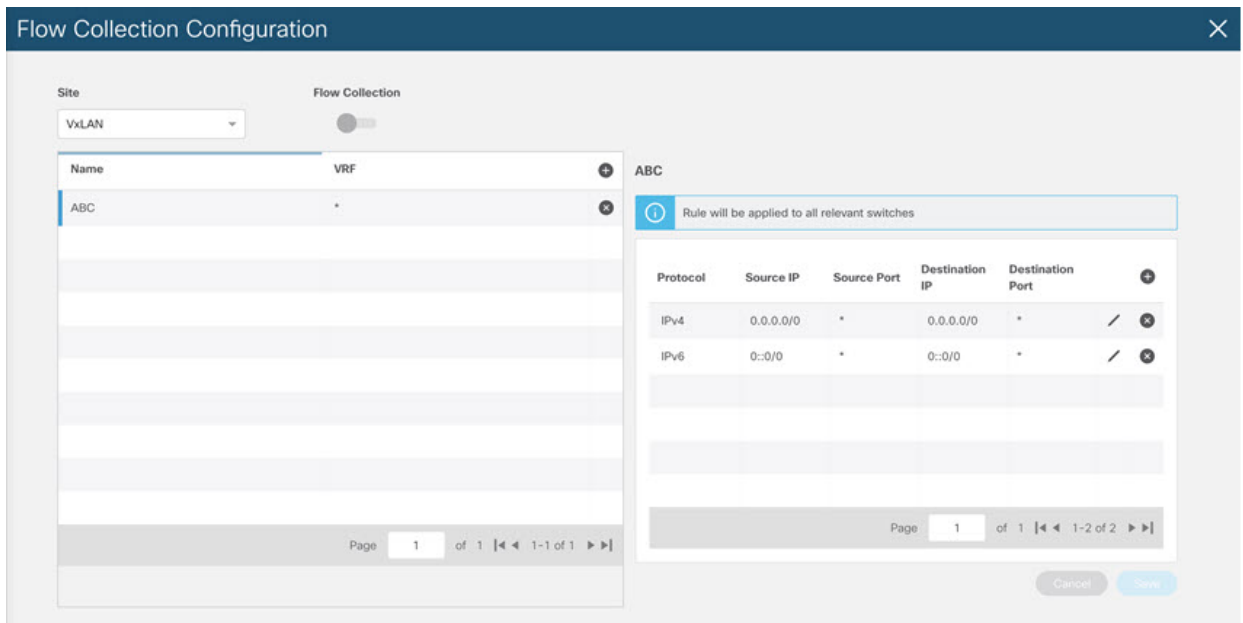 Flow Collection Configuration
Site
Flow Collection
VxLAN
Name VRF
ABC *
Page 1 of 1 1-1 of 1
ABC
Rule will be applied to all relevant switches
Protocol Source IP Source Port Destination IP Destination Port
IPv4 0.0.0.0/0 * 0.0.0.0/0 *
IPv6 0::0/0 * 0::0/0 *
Page 1 of 1 1-2 of 2
Cancel Save